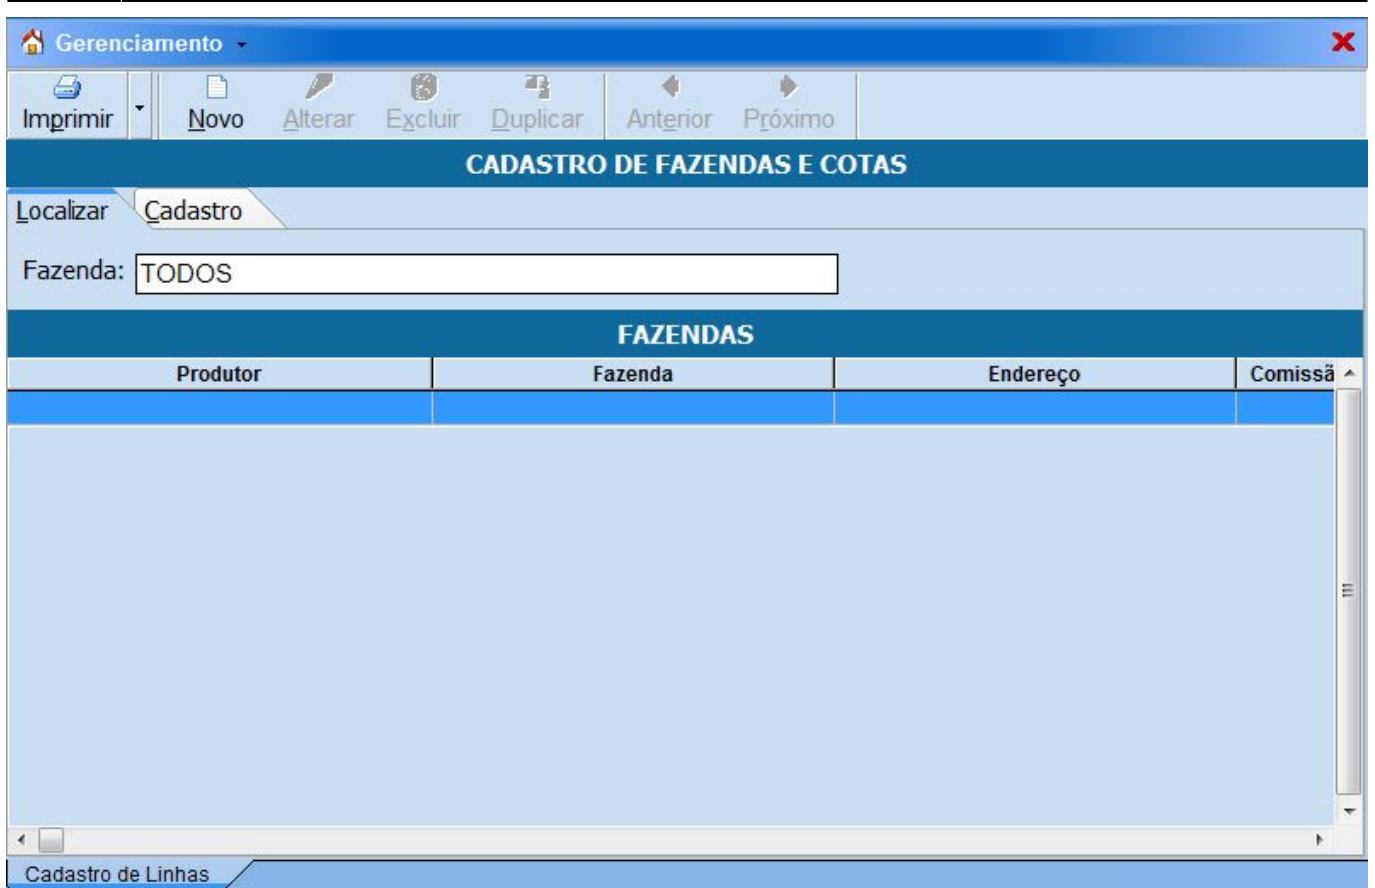 Gerenciamento
Imprimir Novo Alterar Excluir Duplicar Anterior Próximo
CADASTRO DE FAZENDAS E COTAS
Localizar Cadastro
Fazenda: TODOS
FAZENDAS
Produtor Fazenda Endereço Comissã
Cadastro de Linhas